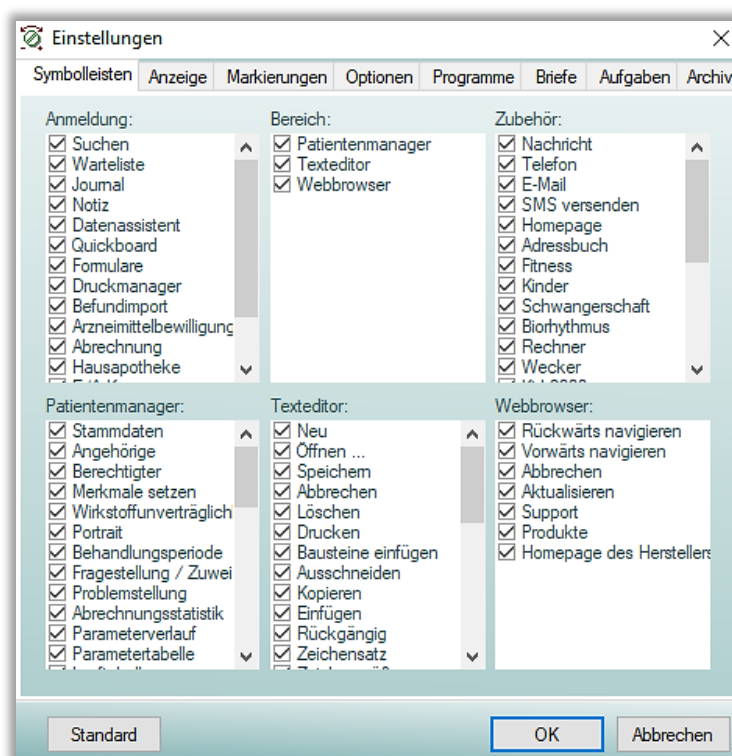 Einstellungen
Symbolleisten Anzeige Markierungen Optionen Programme Briefe Aufgaben Archiv
Anmeldung:
Suchen
Warteliste
Journal
Notiz
Datenassistent
Quickboard
Formulare
Druckmanager
Befundimport
Arzneimittelbewilligung
Abrechnung
Hausapotheke
Bereich:
Patientenmanager
Texteditor
Webbrowser
Zubehör:
Nachricht
Telefon
E-Mail
SMS versenden
Homepage
Adressbuch
Fitness
Kinder
Schwangerschaft
Biorhythmus
Rechner
Wecker
Patientenmanager:
Stammdaten
Angehörige
Berechtigter
Merkmale setzen
Wirkstoffunverträglich
Portrait
Behandlungsperiode
Fragestellung / Zuwei
Problemstellung
Abrechnungsstatistik
Parameterverlauf
Parametertabelle
Texteditor:
Neu
Öffnen ...
Speichern
Abbrechen
Löschen
Drucken
Bausteine einfügen
Ausschneiden
Kopieren
Einfügen
Rückgängig
Zeichensatz
Webbrowser:
Rückwärts navigieren
Vorwärts navigieren
Abbrechen
Aktualisieren
Support
Produkte
Homepage des Herstellers
Standard OK Abbrechen